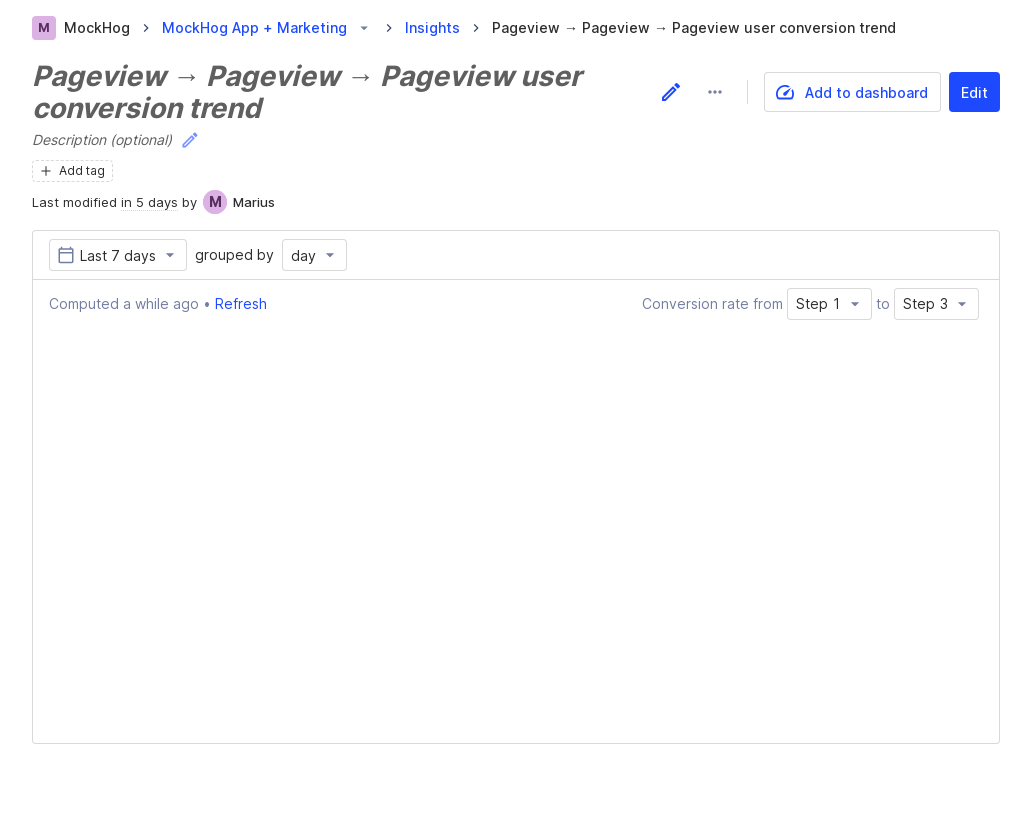 M MockHog > MockHog App + Marketing > Insights > Pageview → Pageview → Pageview user conversion trend
Pageview → Pageview → Pageview user
conversion trend
Add to dashboard Edit
Description (optional)
+ Add tag
Last modified in 5 days by M Marius
Last 7 days grouped by day
Computed a while ago • Refresh Conversion rate from Step 1 to Step 3